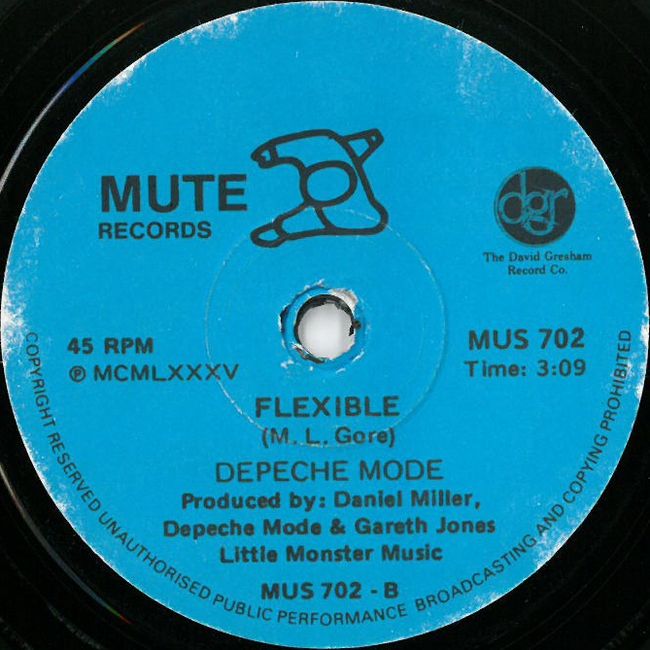 MUTE
RECORDS
dgr
The David Gresham
Record Co.
45 RPM
℗ MCMLXXXV
MUS 702
Time: 3:09
FLEXIBLE
(M. L. Gore)
DEPECHE MODE
Produced by: Daniel Miller,
Depeche Mode & Gareth Jones
Little Monster Music
MUS 702 - B
COPYRIGHT RESERVED UNAUTHORISED PUBLIC PERFORMANCE BROADCASTING AND COPYING PROHIBITED